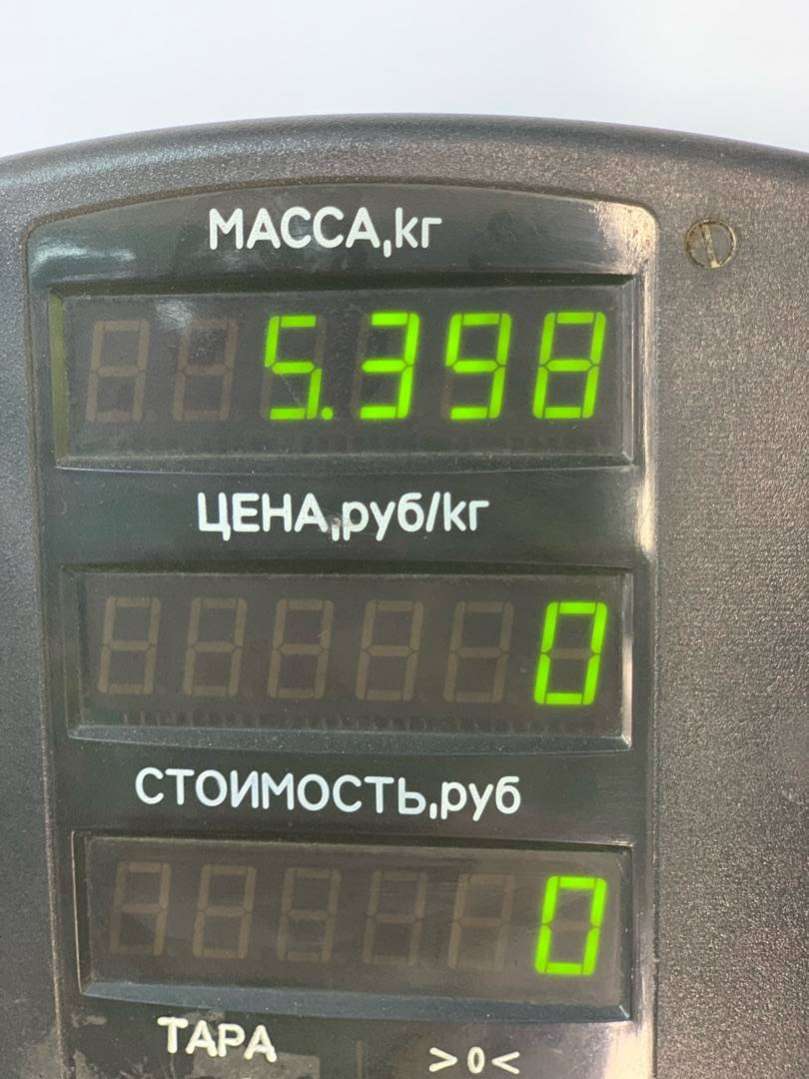 МАССА,кг
5.398
ЦЕНА,руб/кг
0
СТОИМОСТЬ,руб
0
ТАРА >0<